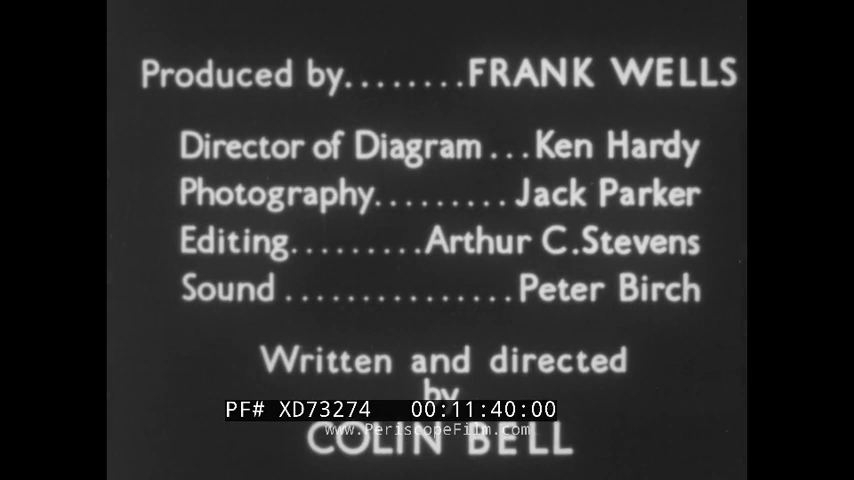 Produced by........FRANK WELLS
Director of Diagram...Ken Hardy
Photography.........Jack Parker
Editing.........Arthur C.Stevens
Sound...............Peter Birch
Written and directed
by
PF# XD73274 00:11:40:00
www.PeriscopeFilm.com
COLIN BELL